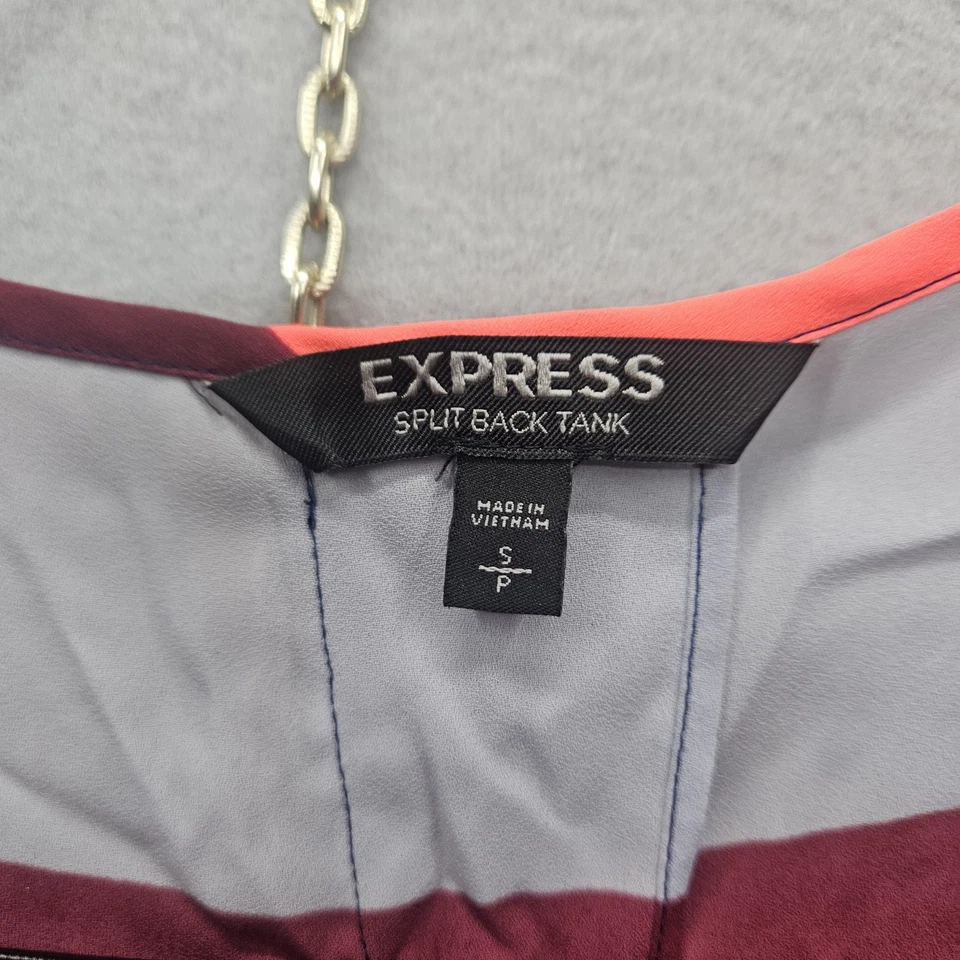 EXPRESS
SPLIT BACK TANK
MADE IN
VIETNAM
S
P